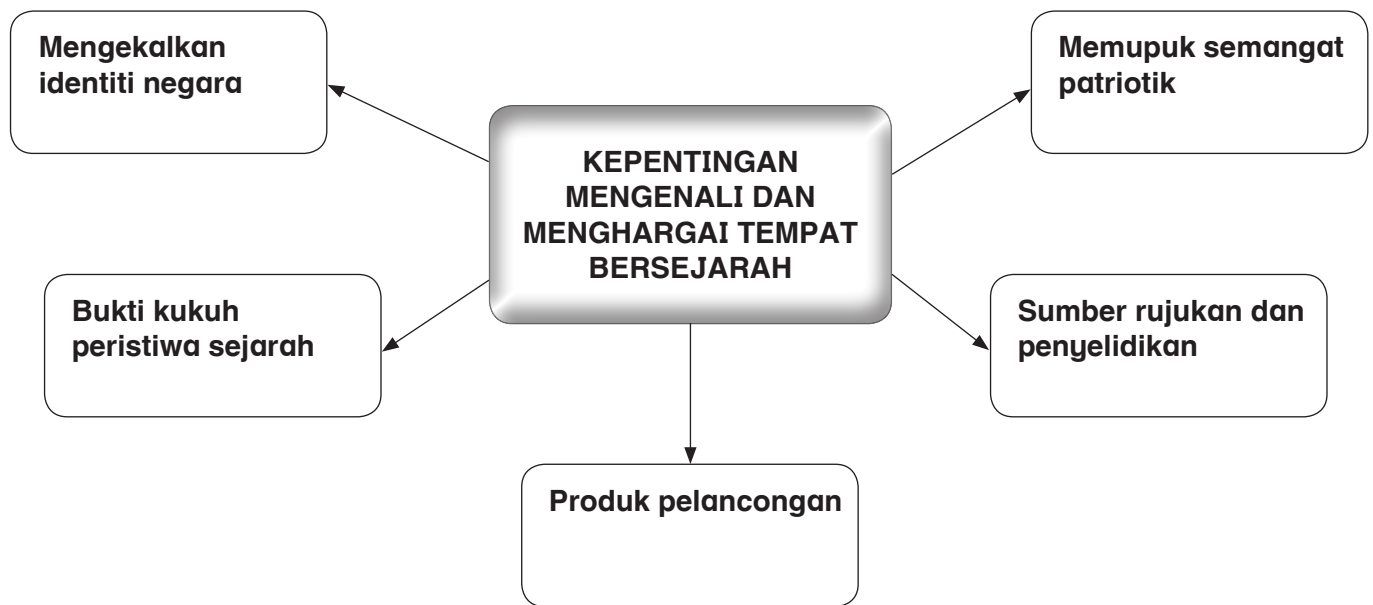 Mengekalkan
identiti negara
Memupuk semangat
patriotik
KEPENTINGAN
MENGENALI DAN
MENGHARGAI TEMPAT
BERSEJARAH
Bukti kukuh
peristiwa sejarah
Sumber rujukan dan
penyelidikan
Produk pelancongan